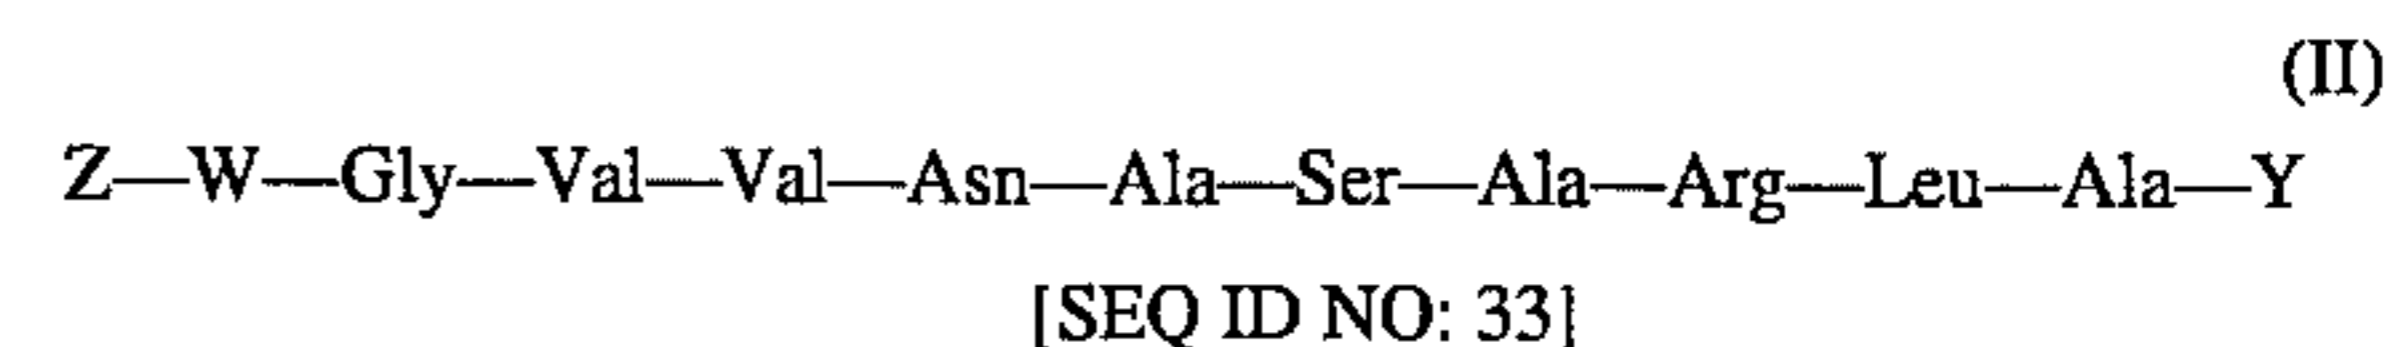 (II)
Z—W—Gly—Val—Val—Asn—Ala—Ser—Ala—Arg—Leu—Ala—Y
[SEQ ID NO: 33]